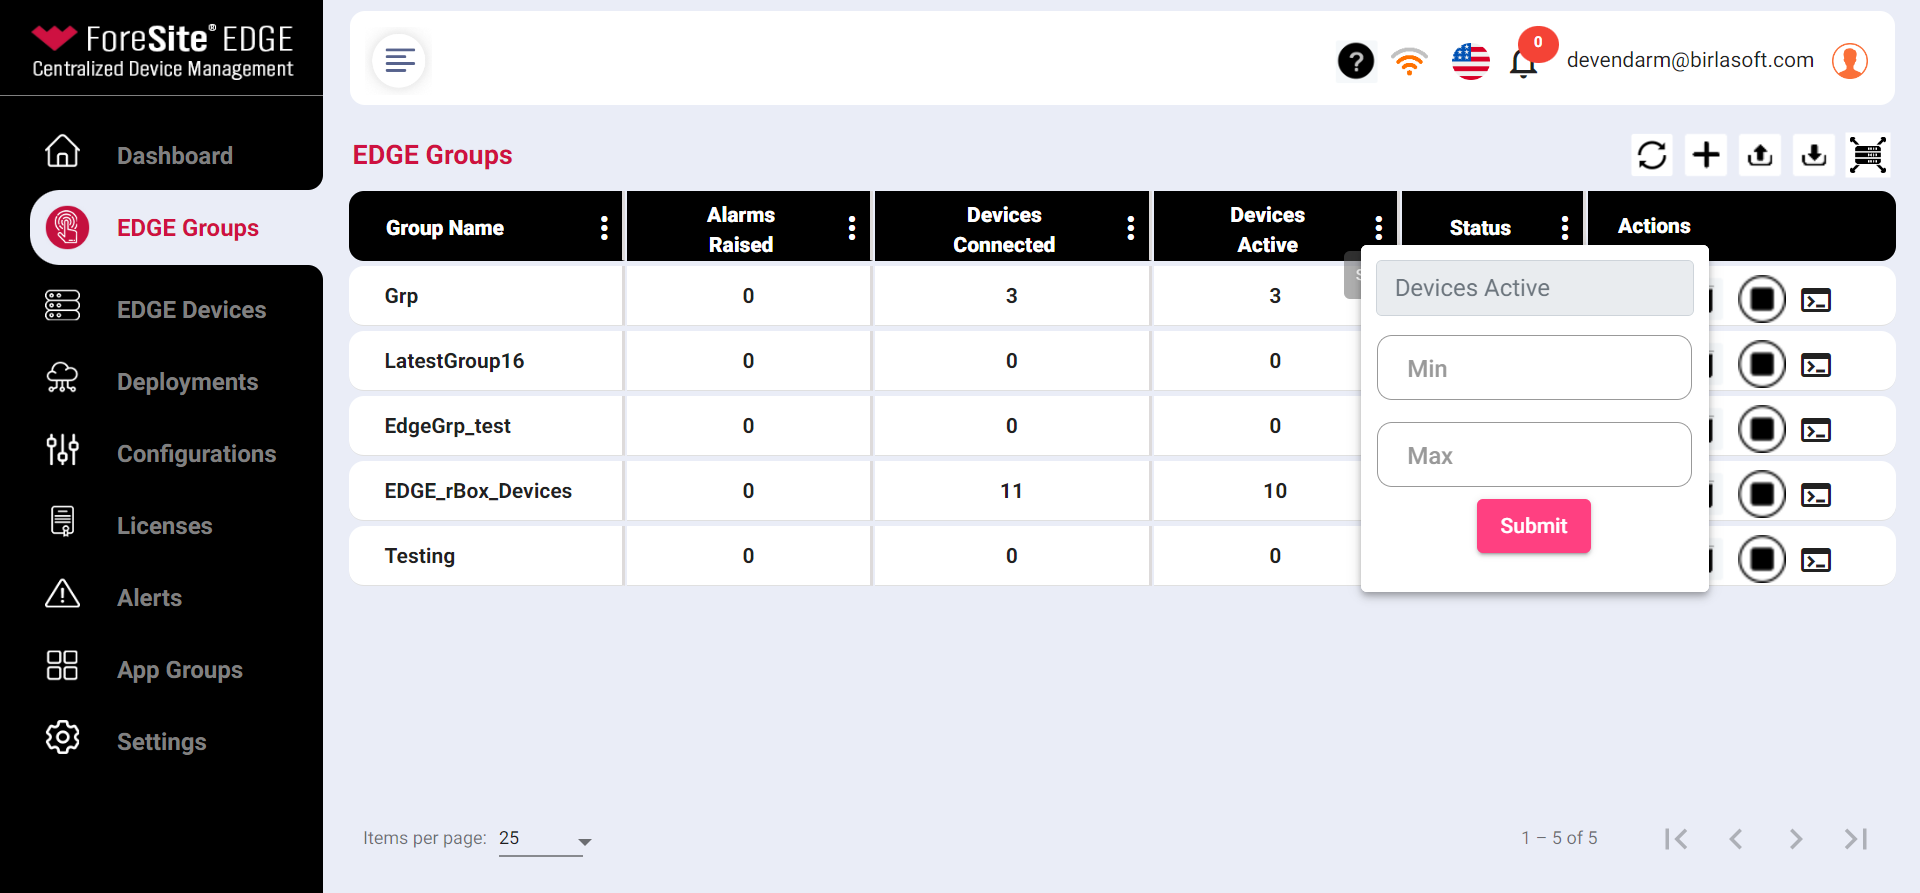 ForeSite® EDGE
Centralized Device Management
Dashboard
EDGE Groups
EDGE Devices
Deployments
Configurations
Licenses
Alerts
App Groups
Settings
?
0
devendarm@birlasoft.com
EDGE Groups
Group Name
Alarms
Raised
Devices
Connected
Devices
Active
Status
Actions
Grp 0 3 3
LatestGroup16 0 0 0
EdgeGrp_test 0 0 0
EDGE_rBox_Devices 0 11 10
Testing 0 0 0
Devices Active
Min
Max
Submit
Items per page: 25
1 – 5 of 5